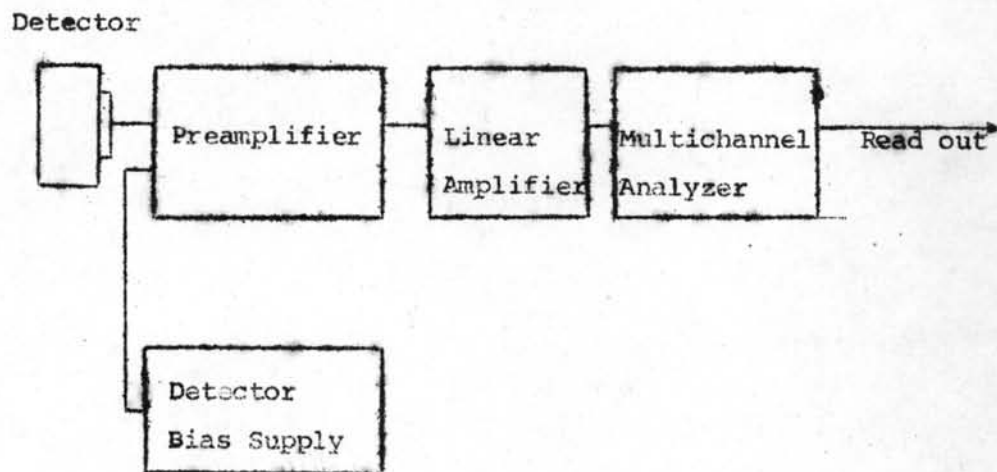 Detector
Preamplifier
Linear
Amplifier
Multichannel
Analyzer
Read out
Detector
Bias Supply